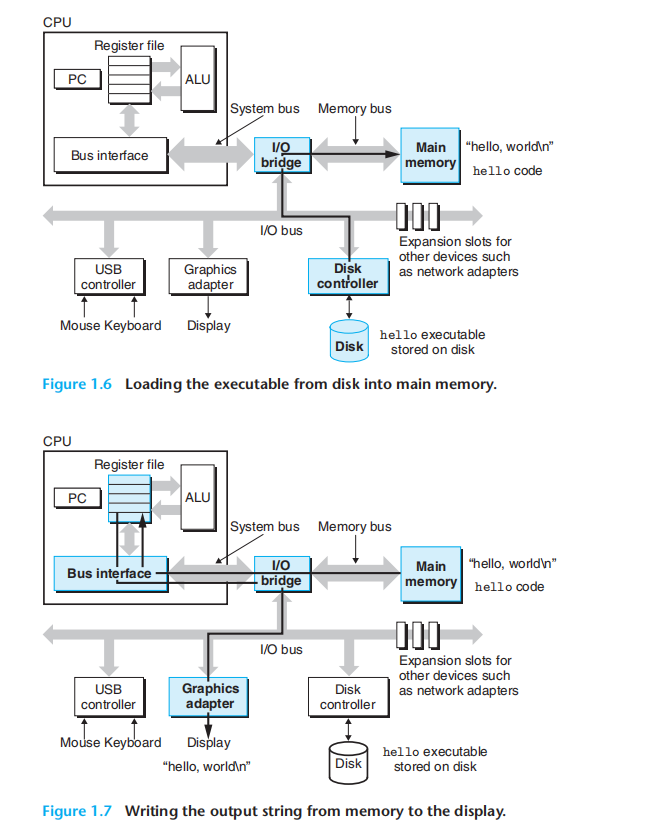 CPU
Register file
PC
ALU
System bus
Memory bus
Bus interface
I/O
bridge
Main
memory
“hello, world\n”
hello code
I/O bus
Expansion slots for
other devices such
as network adapters
USB
controller
Graphics
adapter
Disk
controller
Mouse Keyboard
Display
Disk
hello executable
stored on disk
Figure 1.6 Loading the executable from disk into main memory.
CPU
Register file
PC
ALU
System bus
Memory bus
Bus interface
I/O
bridge
Main
memory
“hello, world\n”
hello code
I/O bus
Expansion slots for
other devices such
as network adapters
USB
controller
Graphics
adapter
Disk
controller
Mouse Keyboard
Display
“hello, world\n”
Disk
hello executable
stored on disk
Figure 1.7 Writing the output string from memory to the display.